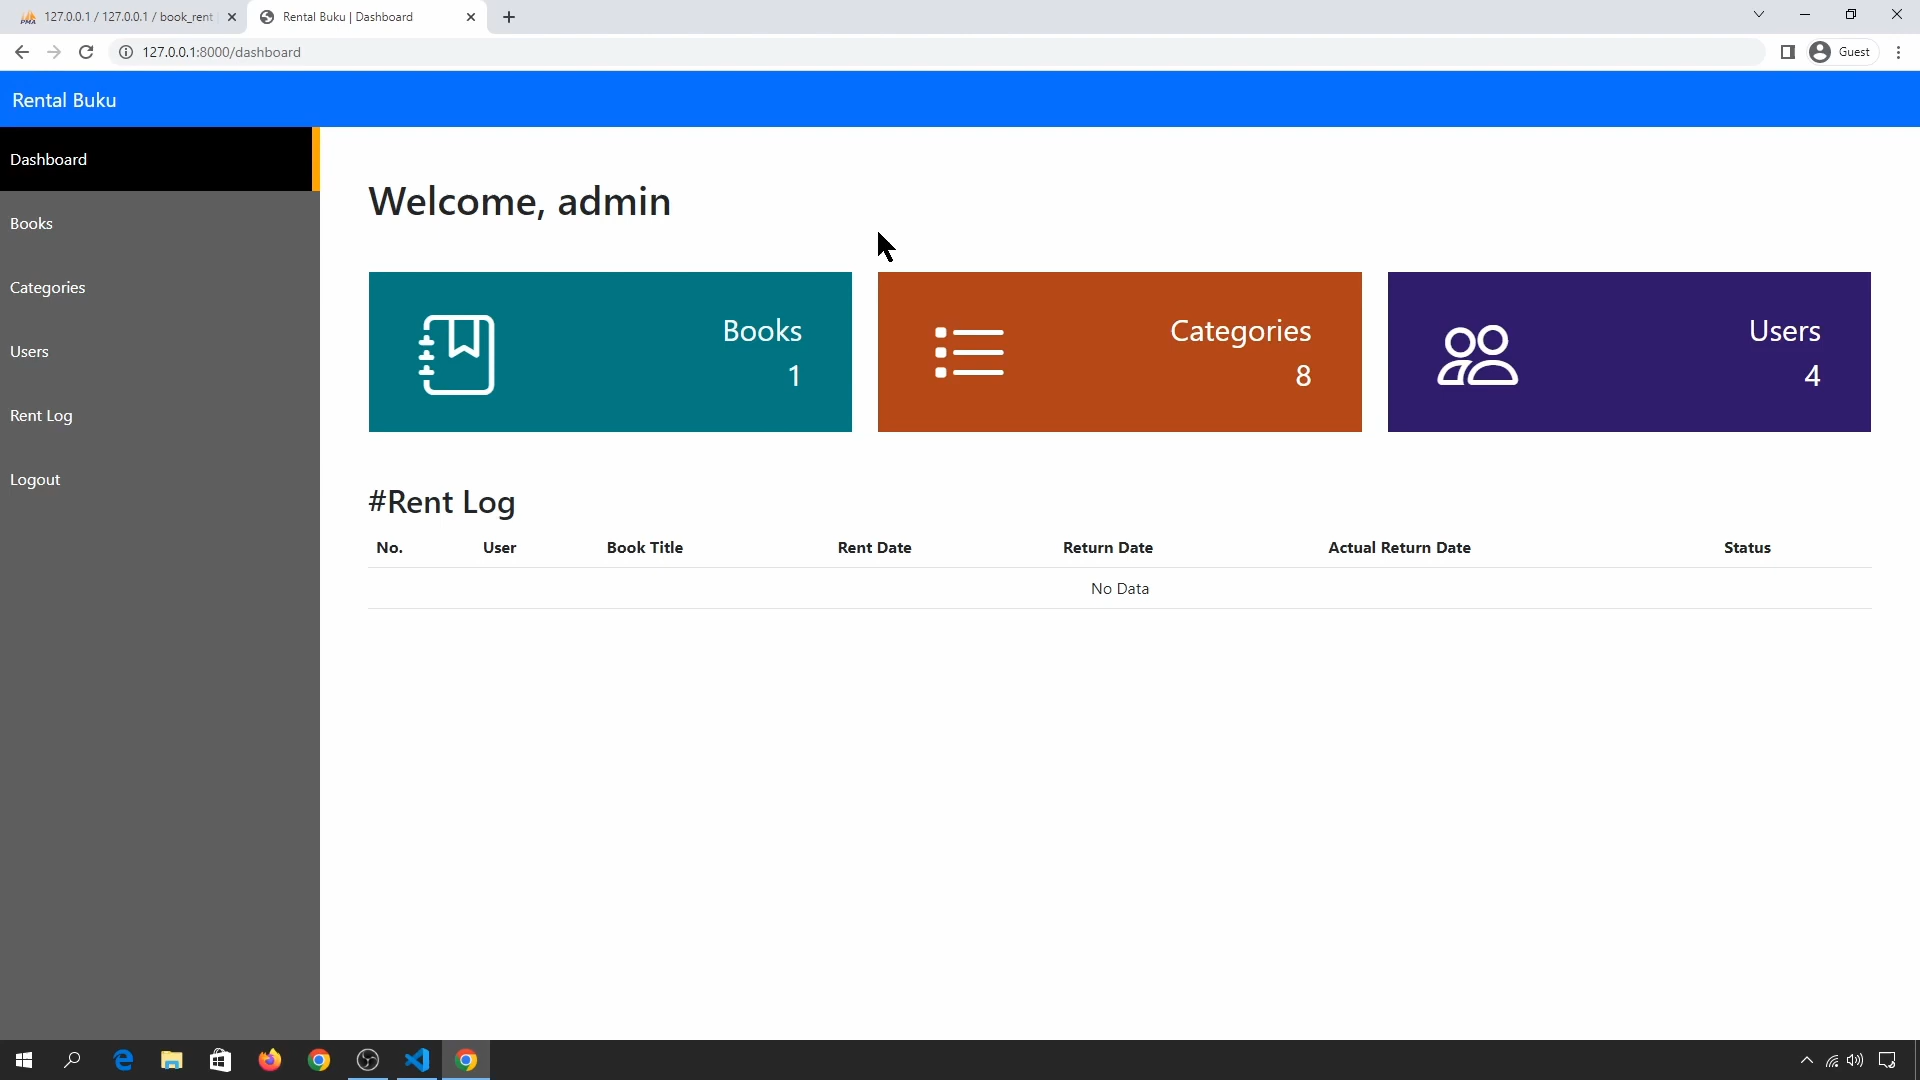 127.0.0.1 / 127.0.0.1 / book_rent
Rental Buku | Dashboard
127.0.0.1:8000/dashboard
Guest
Rental Buku
Dashboard
Books
Categories
Users
Rent Log
Logout
Welcome, admin
Books
1
Categories
8
Users
4
#Rent Log
No. User Book Title Rent Date Return Date Actual Return Date Status
No Data